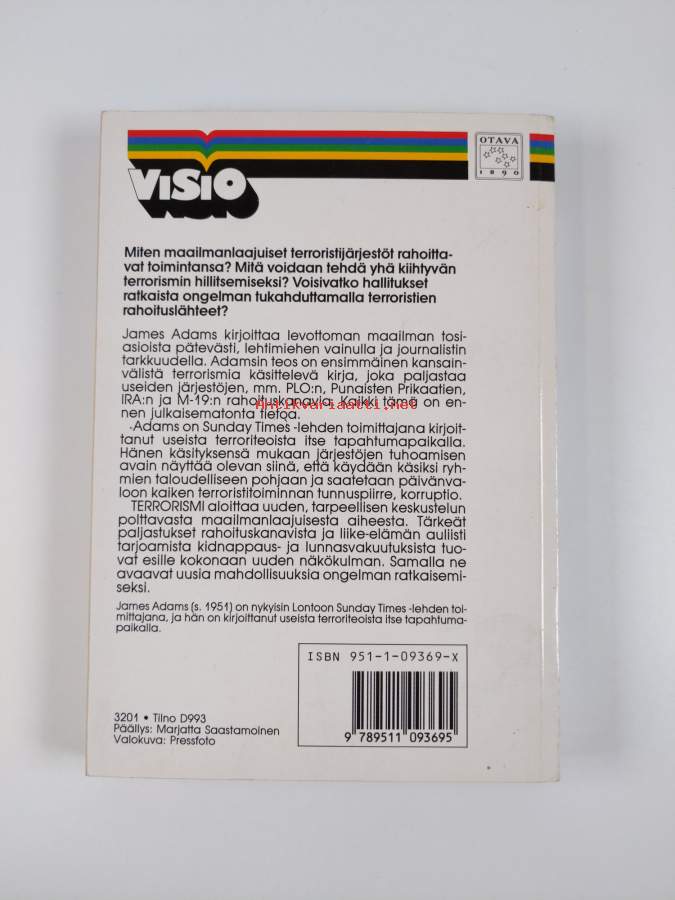 VISIO
OTAVA
1890
Miten maailmanlaajuiset terroristijärjestöt rahoitta-
vat toimintansa? Mitä voidaan tehdä yhä kiihtyvän
terrorismin hillitsemiseksi? Voisivatko hallitukset
ratkaista ongelman tukahduttamalla terroristien
rahoituslähteet?
James Adams kirjoittaa levottoman maailman tosi-
asioista pätevästi, lehtimiehen vainulla ja journalistin
tarkkuudella. Adamsin teos on ensimmäinen kansain-
välistä terrorismia käsittelevä kirja, joka paljastaa
useiden järjestöjen, mm. PLO:n, Punaisten Prikaatien,
IRA:n ja M-19:n rahoituskanavia. Kaikki tämä on en-
nen julkaisematonta tietoa.
Antikvariaatti.net
Adams on Sunday Times -lehden toimittajana kirjoit-
tanut useista terroriteoista itse tapahtumapaikalla.
Hänen käsityksensä mukaan järjestöjen tuhoamisen
avain näyttää olevan siinä, että käydään käsiksi ryh-
mien taloudelliseen pohjaan ja saatetaan päivänva-
loon kaiken terroristitoiminnan tunnuspiirre, korruptio.
TERRORISMI aloittaa uuden, tarpeellisen keskustelun
polttavasta maailmanlaajuisesta aiheesta. Tärkeät
paljastukset rahoituskanavista ja liike-elämän auliisti
tarjoamista kidnappaus- ja lunnasvakuutuksista tuo-
vat esille kokonaan uuden näkökulman. Samalla ne
avaavat uusia mahdollisuuksia ongelman ratkaisemi-
seksi.
James Adams (s. 1951) on nykyisin Lontoon Sunday Times -lehden toi-
mittajana, ja hän on kirjoittanut useista terroriteoista itse tapahtuma-
paikalla.
ISBN 951-1-09369-X
9 789511 093695
3201 • Tilno D993
Päällys: Marjatta Saastamoinen
Valokuva: Pressfoto